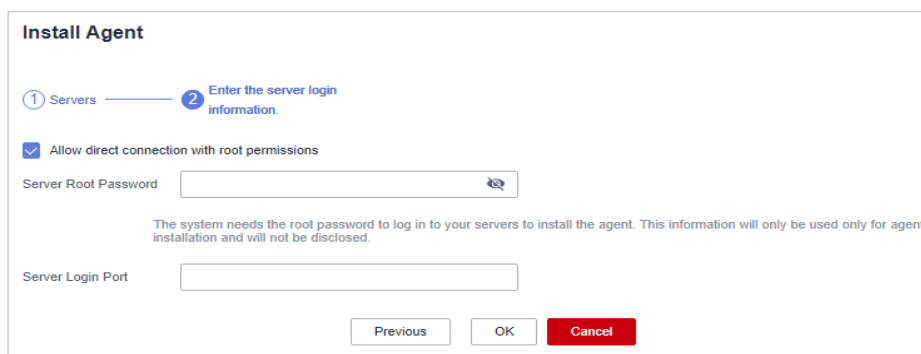 Install Agent
1 Servers 2 Enter the server login
information.
Allow direct connection with root permissions
Server Root Password
The system needs the root password to log in to your servers to install the agent. This information will only be used only for agen
installation and will not be disclosed.
Server Login Port
Previous OK Cancel